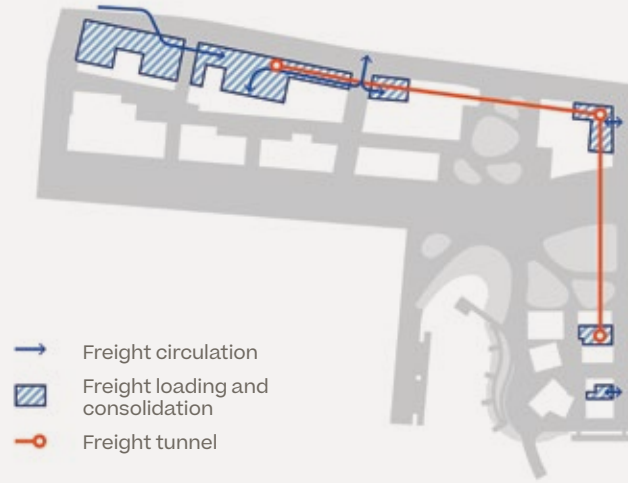 Freight circulation
Freight loading and
consolidation
Freight tunnel